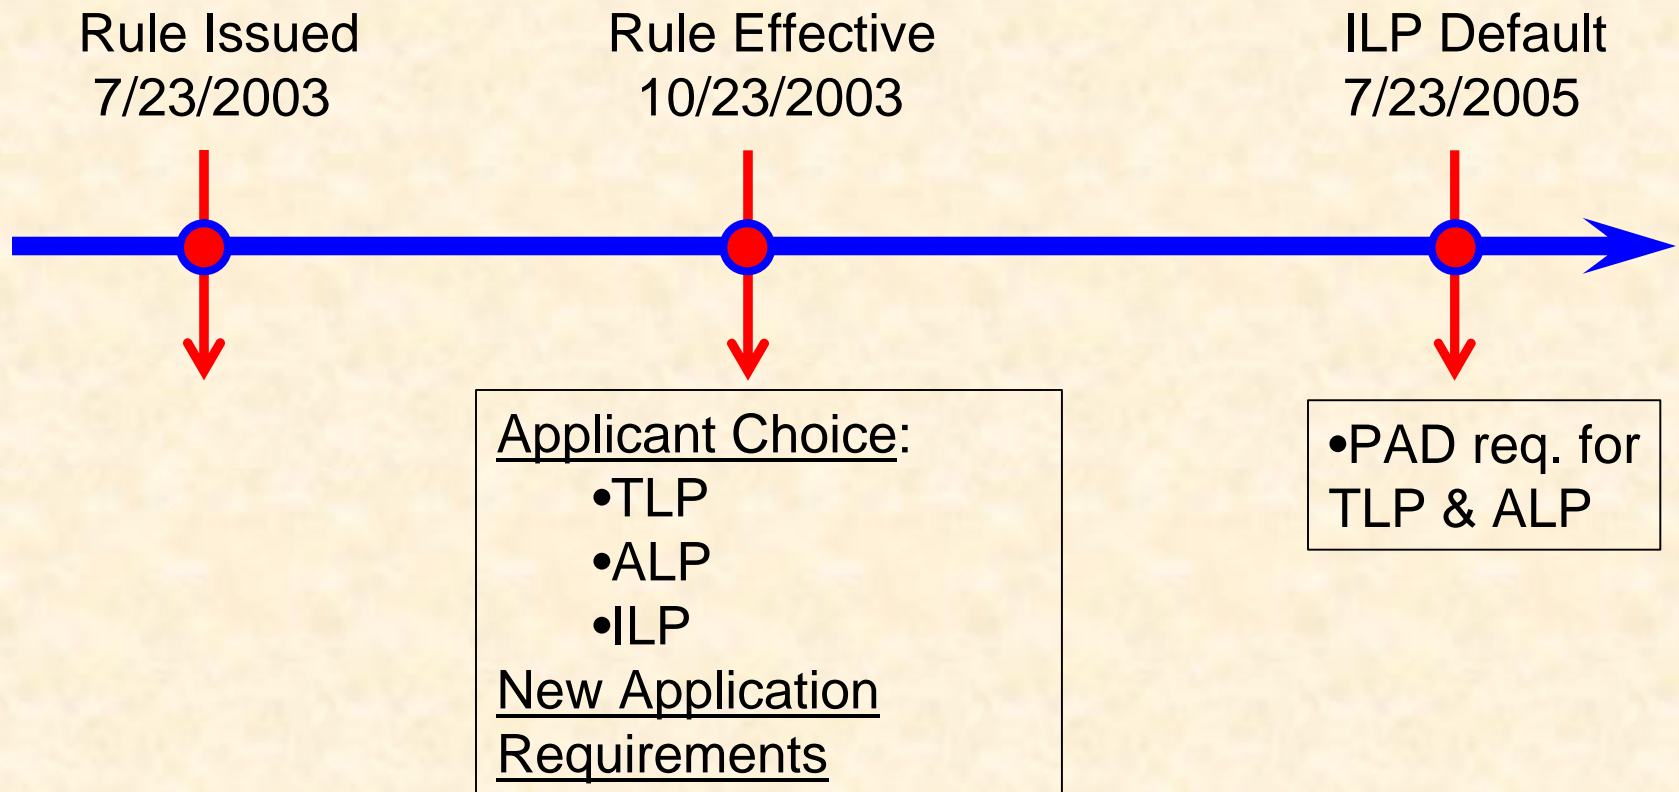 Rule Issued
7/23/2003
Rule Effective
10/23/2003
ILP Default
7/23/2005
Applicant Choice:
•TLP
•ALP
•ILP
New Application
Requirements
•PAD req. for
TLP & ALP